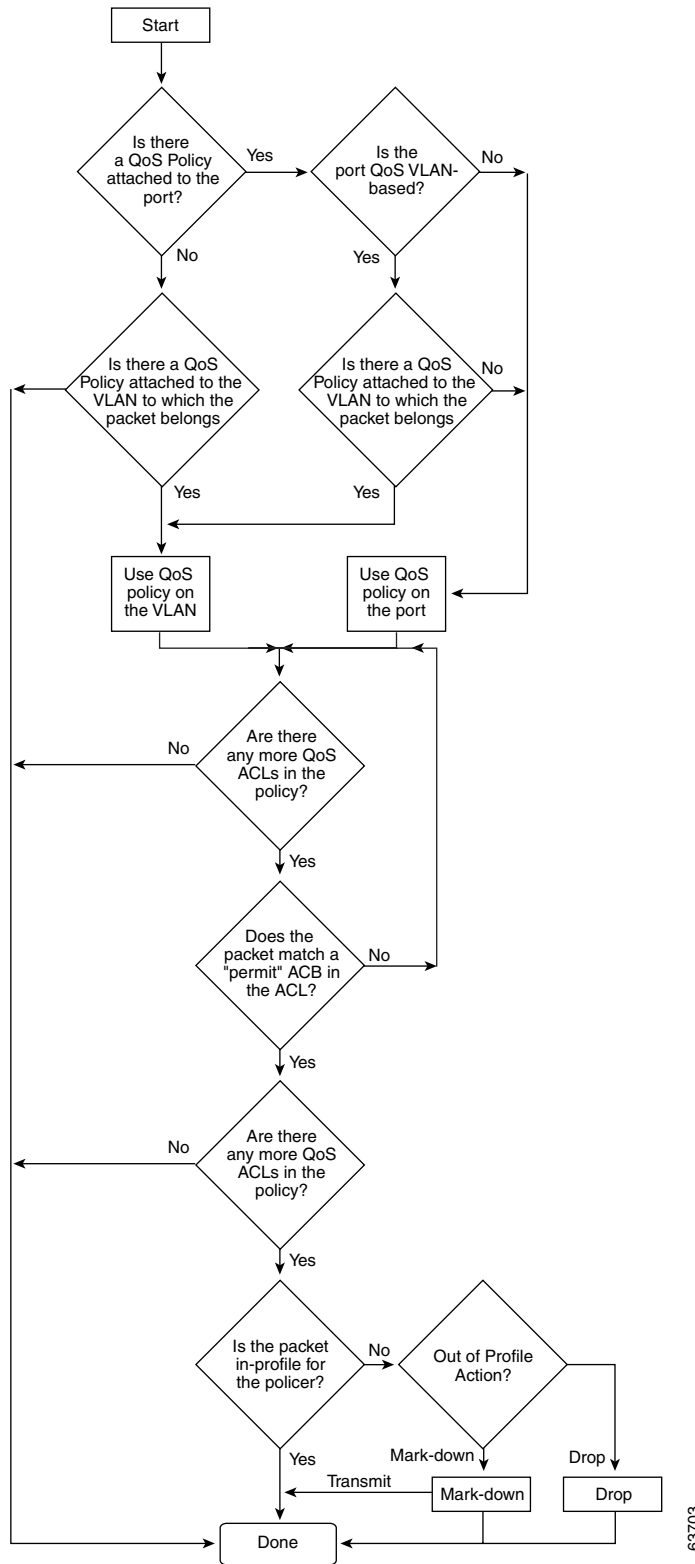 Start
Is there
a QoS Policy
attached to the
port?
Yes
Is the
port QoS VLAN-
based?
No
No
Yes
Is there a QoS
Policy attached to the
VLAN to which the
packet belongs
Is there a QoS
Policy attached to the
VLAN to which the
packet belongs
No
Yes
Yes
Use QoS
policy on
the VLAN
Use QoS
policy on
the port
Are there
any more QoS
ACLs in the
policy?
No
Yes
Does the
packet match a
"permit" ACB in
the ACL?
No
Yes
Are there
any more QoS
ACLs in the
policy?
No
Yes
Is the packet
in-profile for
the policer?
No
Out of Profile
Action?
Yes
Mark-down
Drop
Transmit
Mark-down
Drop
Done
63703